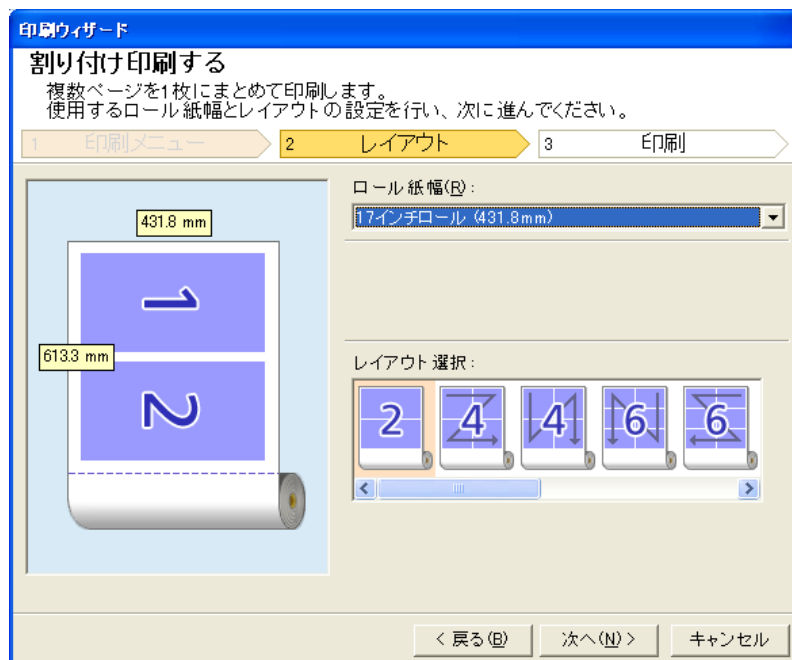 印刷ウィザード
割り付け印刷する
複数ページを1枚にまとめて印刷します。
使用するロール紙幅とレイアウトの設定を行い、次に進んでください。
1 印刷メニュー 2 レイアウト 3 印刷
431.8 mm
613.3 mm
1
2
ロール紙幅(R):
17インチロール (431.8mm)
レイアウト選択:
2 4 4 6 6
< 戻る(B) 次へ(N) > キャンセル